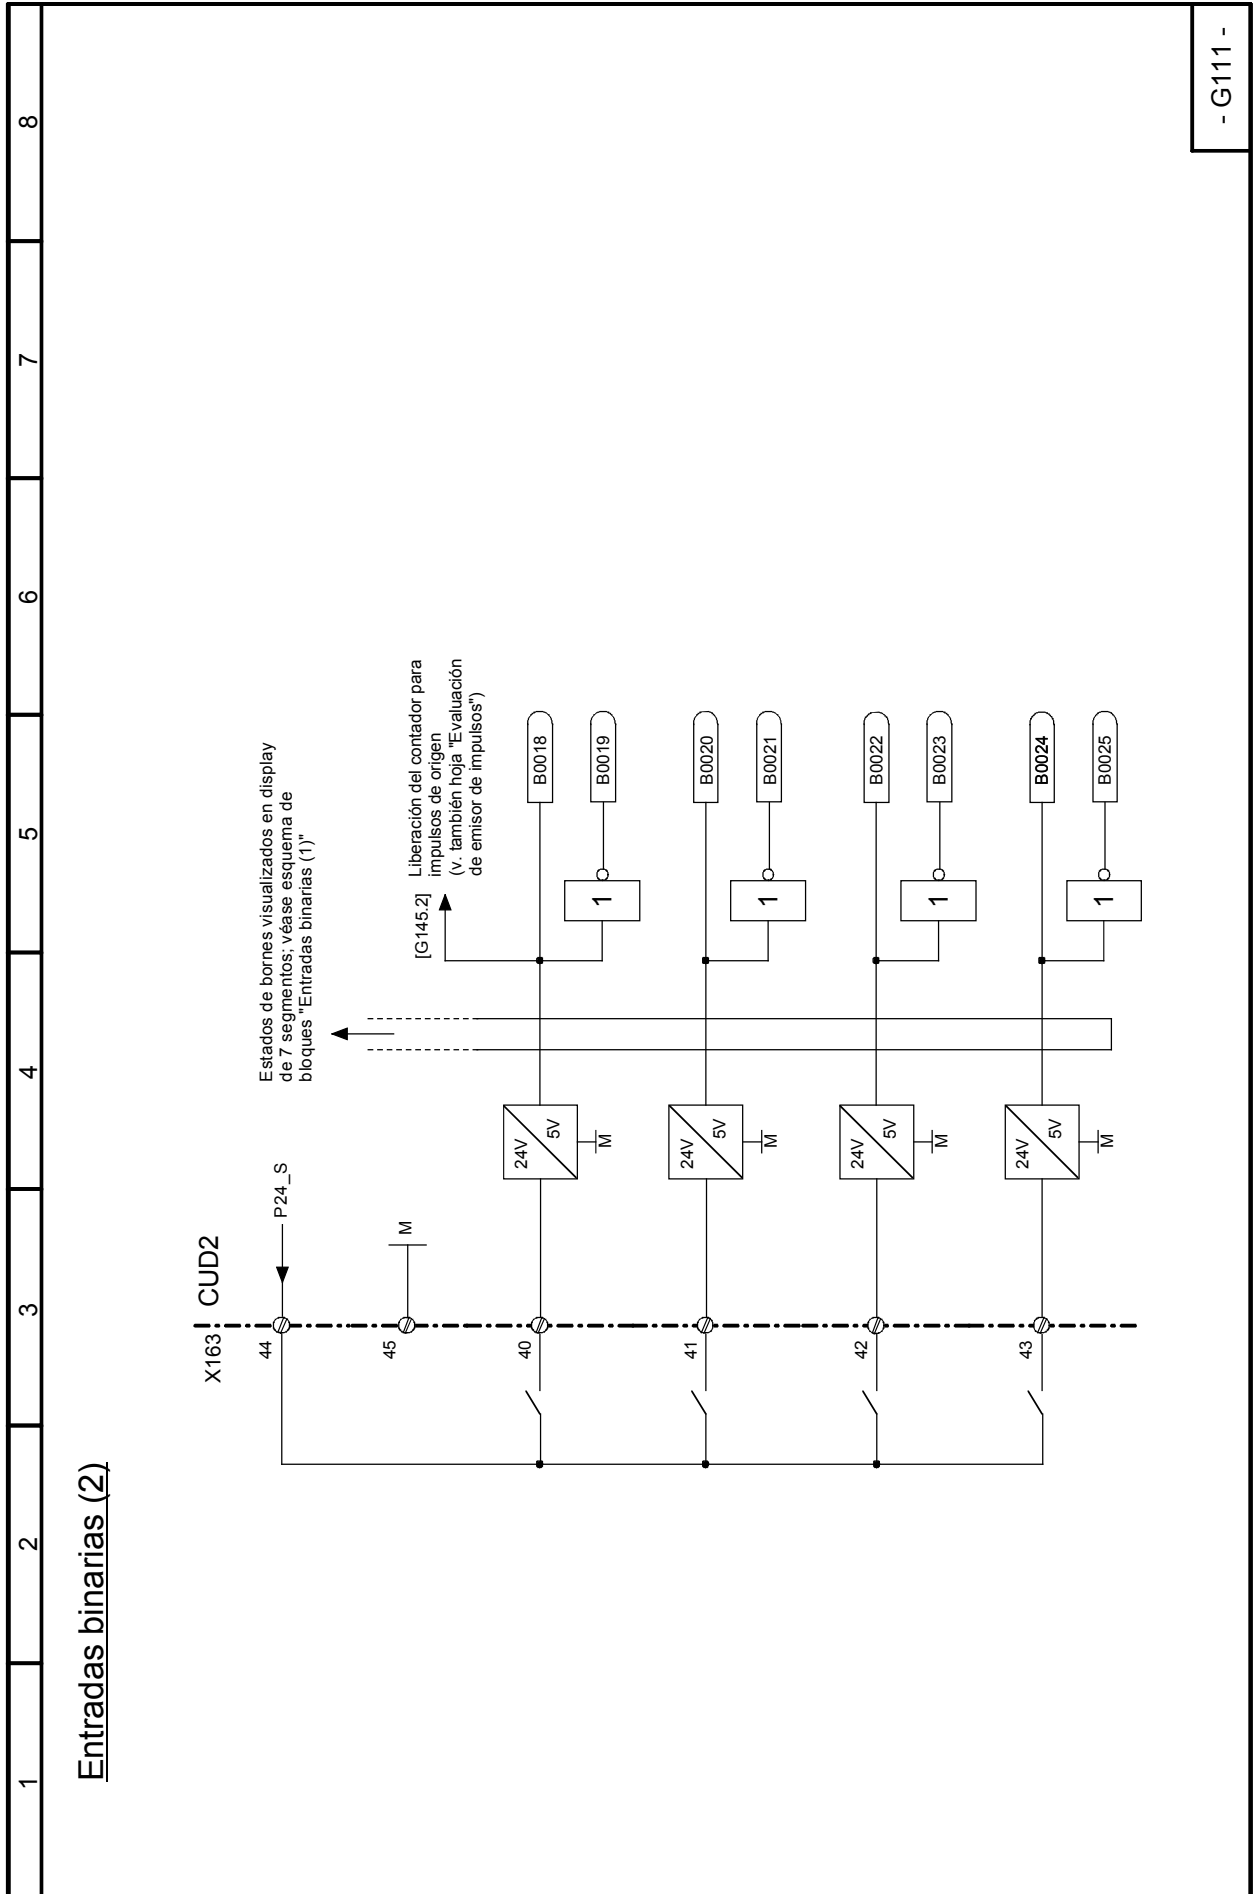 1
2
3
4
5
6
7
8
Entradas binarias (2)
X163
CUD2
44
P24_S
Estados de bornes visualizados en display
de 7 segmentos; véase esquema de
bloques "Entradas binarias (1)"
45
M
[G145.2]
Liberación del contador para
impulsos de origen
(v. también hoja "Evaluación
de emisor de impulsos")
40
24V
5V
M
B0018
1
B0019
41
24V
5V
M
B0020
1
B0021
42
24V
5V
M
B0022
1
B0023
43
24V
5V
M
B0024
1
B0025
- G111 -